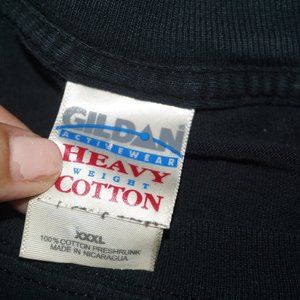 GILDAN
ACTIVEWEAR
HEAVY
WEIGHT
COTTON
XXXL
100% COTTON PRESHRUNK
MADE IN NICARAGUA